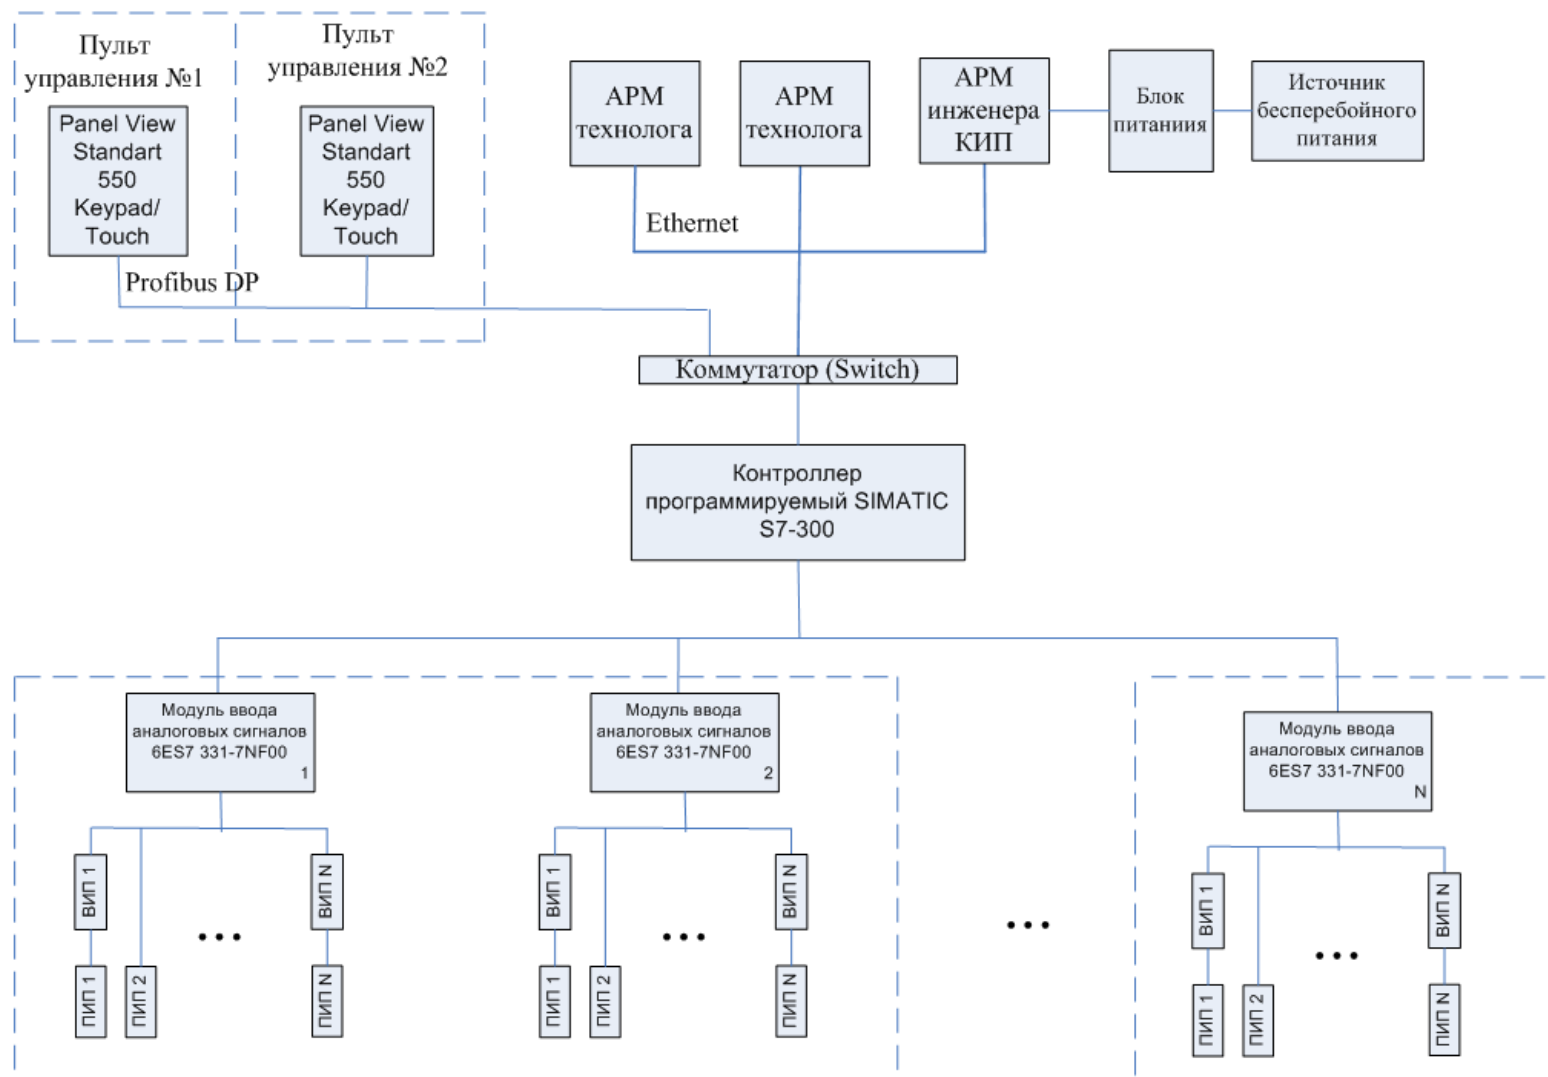 Пульт
управления №1
Пульт
управления №2
Panel View
Standart
550
Keypad/
Touch
Panel View
Standart
550
Keypad/
Touch
Profibus DP
АРМ
технолога
АРМ
технолога
АРМ
инженера
КИП
Блок
питаниия
Источник
бесперебойного
питания
Ethernet
Коммутатор (Switch)
Контроллер
программируемый SIMATIC
S7-300
Модуль ввода
аналоговых сигналов
6ES7 331-7NF00
1
Модуль ввода
аналоговых сигналов
6ES7 331-7NF00
2
Модуль ввода
аналоговых сигналов
6ES7 331-7NF00
N
ВИП 1
ВИП N
ПИП 1
ПИП 2
...
ПИП N
ВИП 1
ВИП N
ПИП 1
ПИП 2
...
ПИП N
...
ВИП 1
ВИП N
ПИП 1
ПИП 2
...
ПИП N